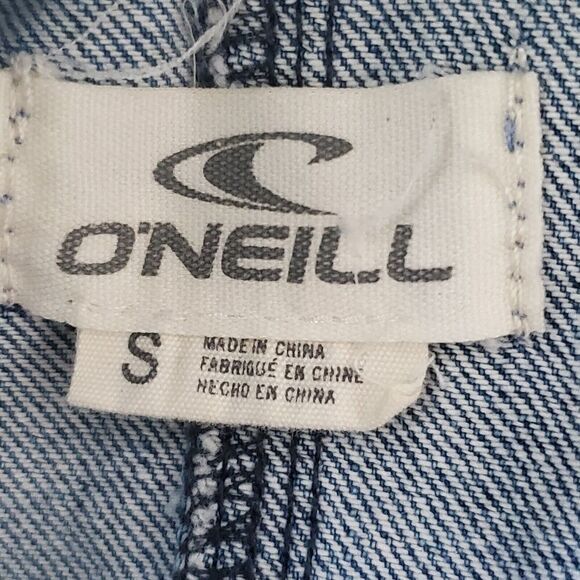 O'NEILL
S
MADE IN CHINA
FABRIQUÉ EN CHINE
HECHO EN CHINA